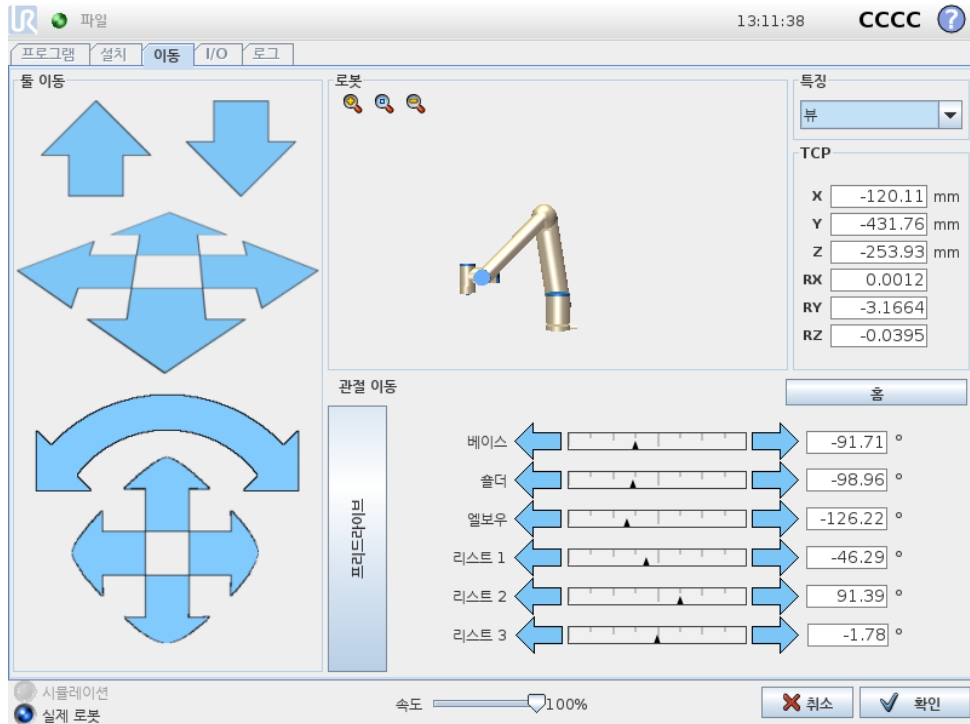 UR 파일 13:11:38 CCCC ?
프로그램 설치 이동 I/O 로그
툴 이동
로봇
특징
뷰
TCP
X -120.11 mm
Y -431.76 mm
Z -253.93 mm
RX 0.0012
RY -3.1664
RZ -0.0395
관절 이동
홈
프리드라이브
베이스 -91.71 °
숄더 -98.96 °
엘보우 -126.22 °
리스트 1 -46.29 °
리스트 2 91.39 °
리스트 3 -1.78 °
시뮬레이션
실제 로봇
속도 100%
취소 확인